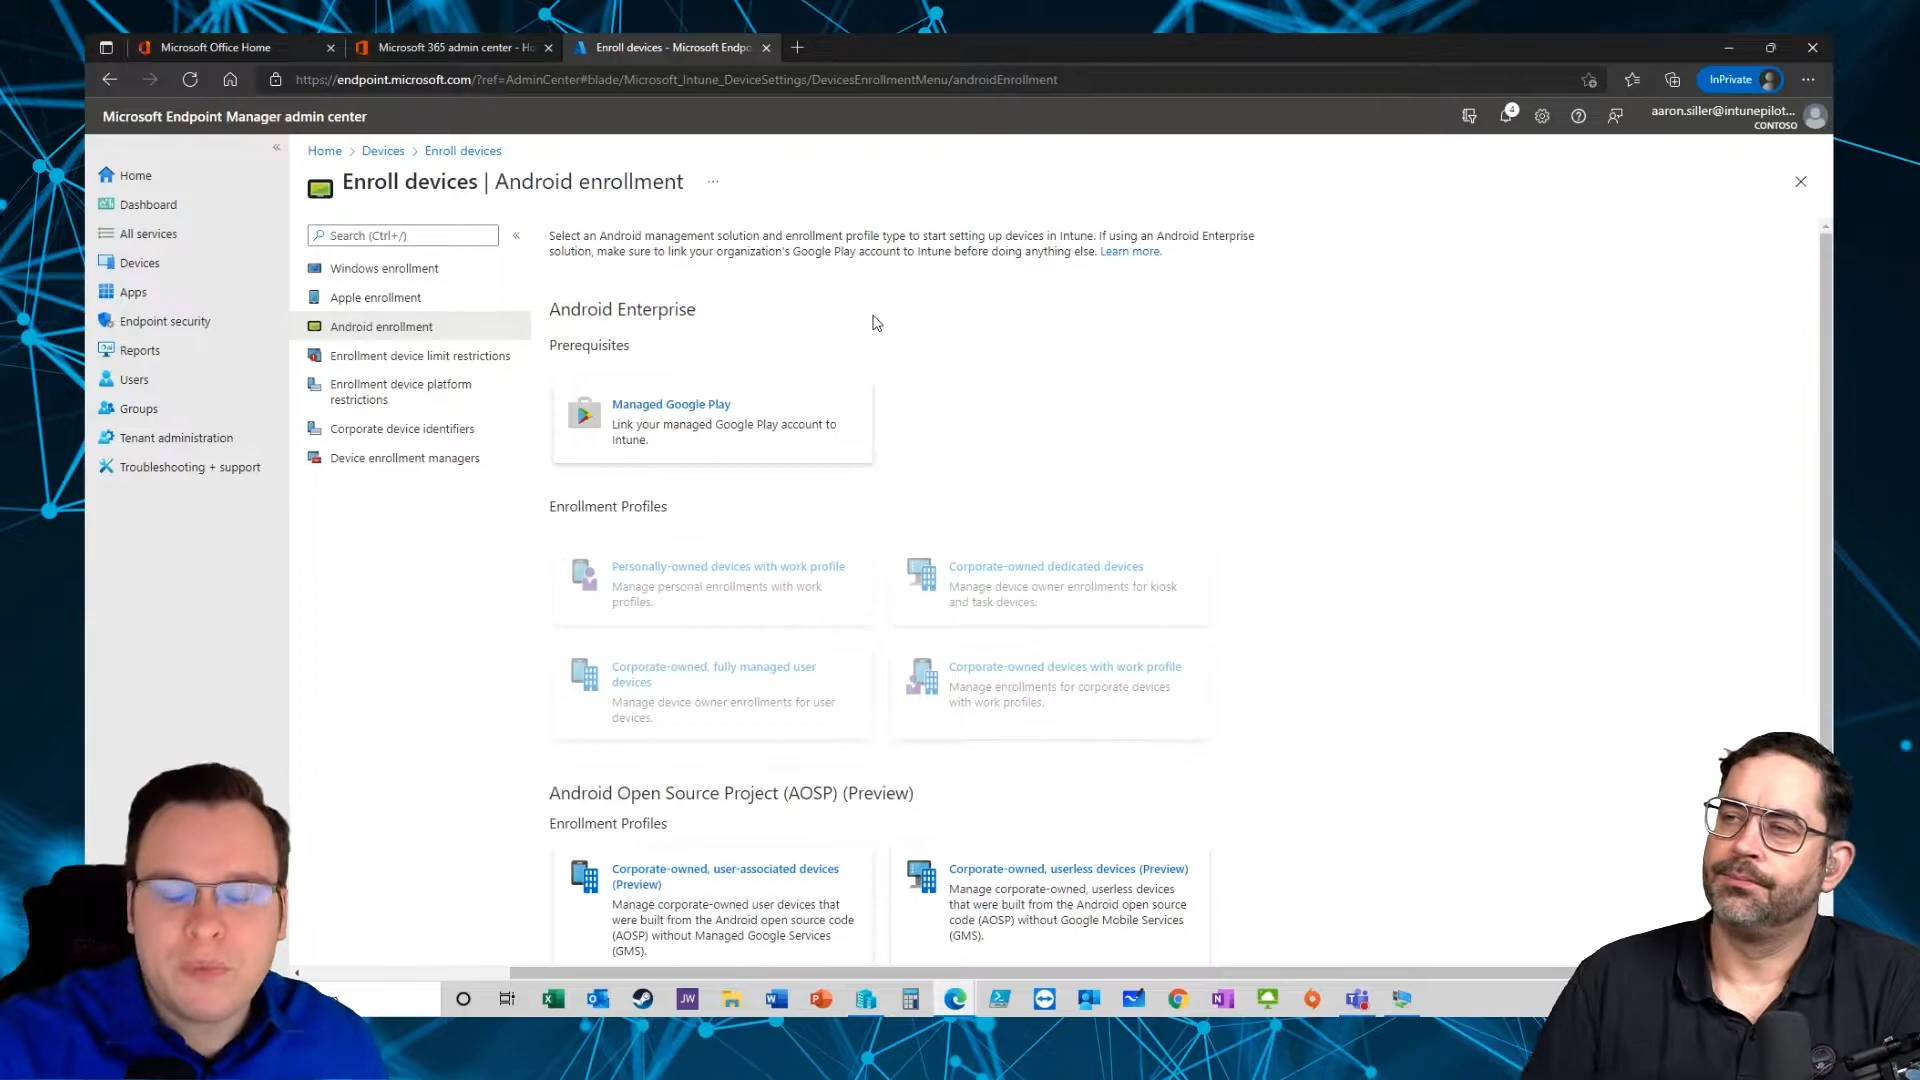 Microsoft Office Home
Microsoft 365 admin center - Ho
Enroll devices - Microsoft Endpo
https://endpoint.microsoft.com/?ref=AdminCenter#blade/Microsoft_Intune_DeviceSettings/DevicesEnrollmentMenu/androidEnrollment
InPrivate
Microsoft Endpoint Manager admin center
4
aaron.siller@intunepilot...
CONTOSO
Home
Dashboard
All services
Devices
Apps
Endpoint security
Reports
Users
Groups
Tenant administration
Troubleshooting + support
Home > Devices > Enroll devices
Enroll devices | Android enrollment ...
Search (Ctrl+/)
Windows enrollment
Apple enrollment
Android enrollment
Enrollment device limit restrictions
Enrollment device platform
restrictions
Corporate device identifiers
Device enrollment managers
Select an Android management solution and enrollment profile type to start setting up devices in Intune. If using an Android Enterprise
solution, make sure to link your organization's Google Play account to Intune before doing anything else. Learn more.
Android Enterprise
Prerequisites
Managed Google Play
Link your managed Google Play account to
Intune.
Enrollment Profiles
Personally-owned devices with work profile
Manage personal enrollments with work
profiles.
Corporate-owned dedicated devices
Manage device owner enrollments for kiosk
and task devices.
Corporate-owned, fully managed user
devices
Manage device owner enrollments for user
devices.
Corporate-owned devices with work profile
Manage enrollments for corporate devices
with work profiles.
Android Open Source Project (AOSP) (Preview)
Enrollment Profiles
Corporate-owned, user-associated devices
(Preview)
Manage corporate-owned user devices that
were built from the Android open source code
(AOSP) without Managed Google Services
(GMS).
Corporate-owned, userless devices (Preview)
Manage corporate-owned, userless devices
that were built from the Android open source
code (AOSP) without Google Mobile Services
(GMS).
JW